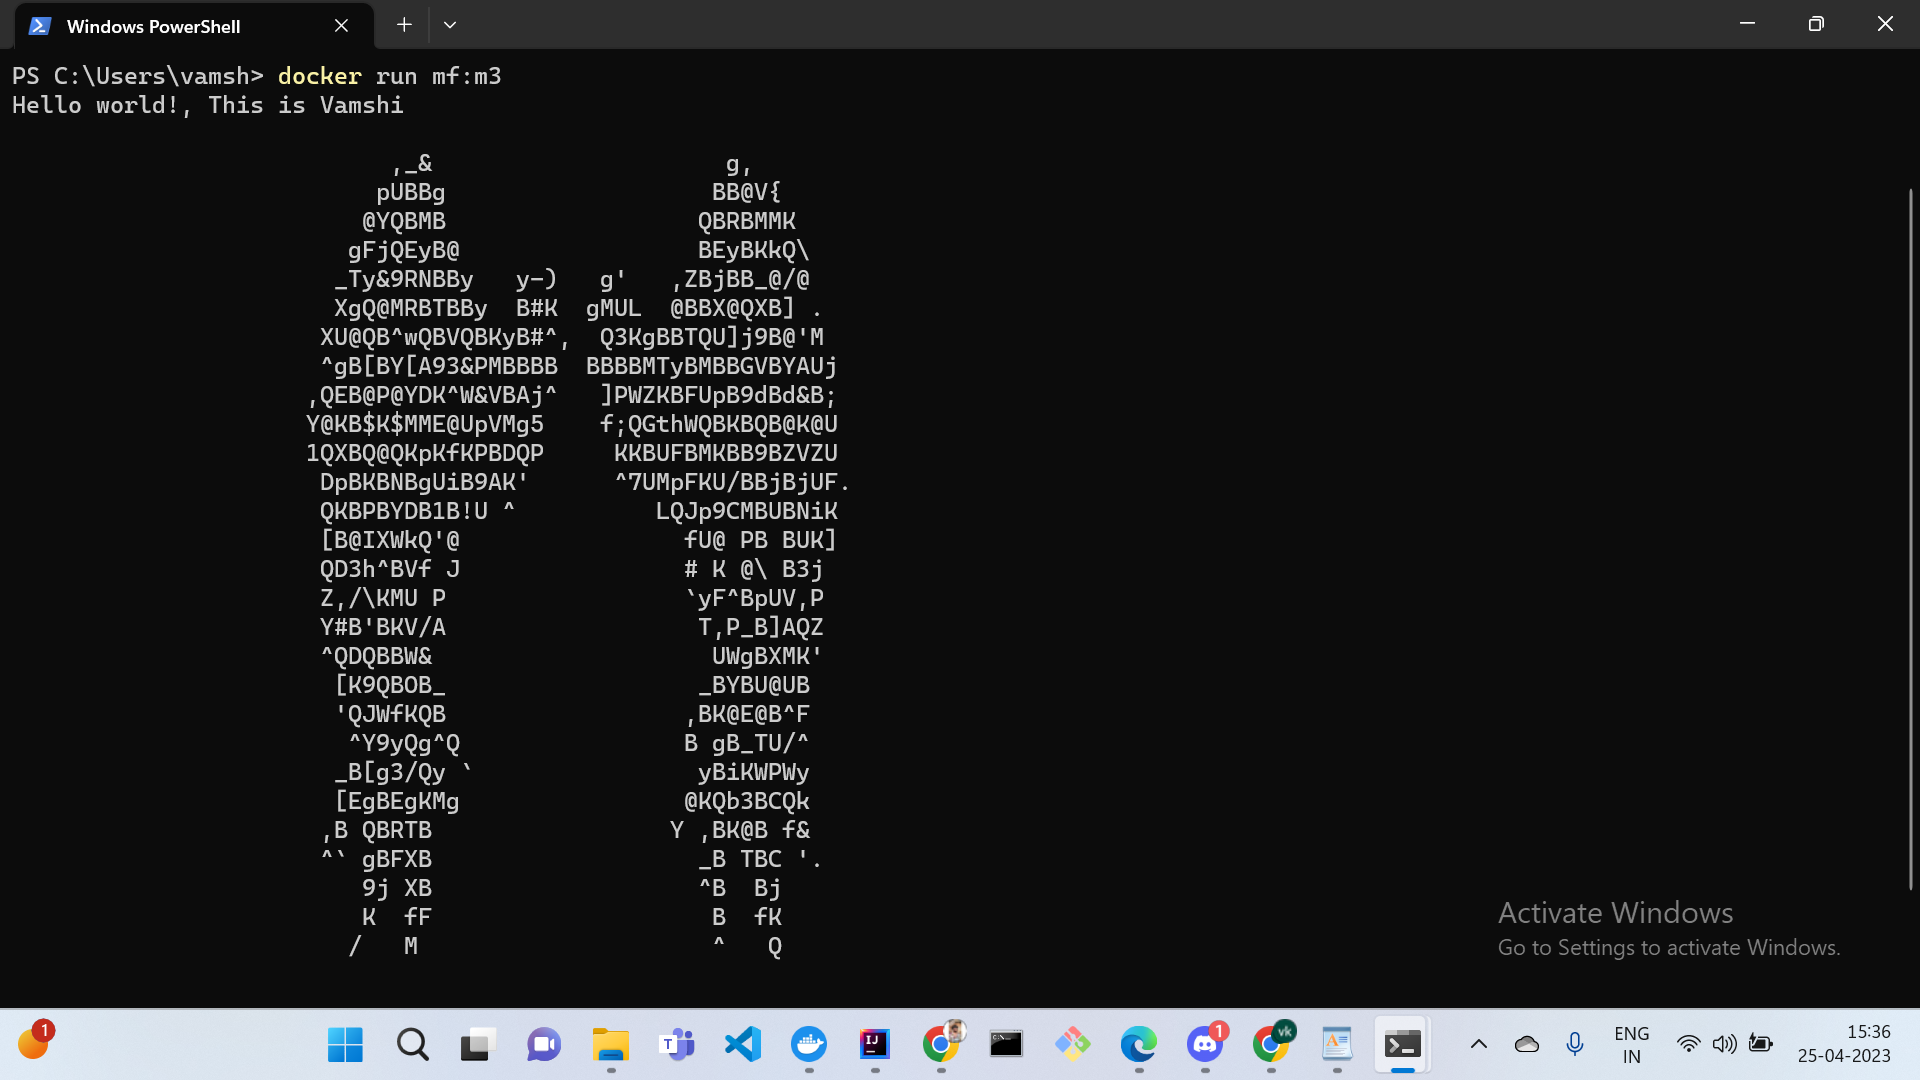 Windows PowerShell
PS C:\Users\vamsh> docker run mf:m3
Hello world!, This is Vamshi
,_& g,
pUBBg BB@V{
@YQBMB QBRBMMK
gFjQEyB@ BEyBKkQ\
_Ty&9RNBBy y-) g' ,ZBjBB_@/@
XgQ@MRBTBBy B#K gMUL @BBX@QXB] .
XU@QB^wQBVQBKyB#^, Q3KgBBTQU]j9B@'M
^gB[BY[A93&PMBBBB BBBBMTyBMBBGVBYAUj
,QEB@P@YDK^W&VBAj^ ]PWZKBFUpB9dBd&B;
Y@KB$K$MME@UpVMg5 f;QGthWQBKBQB@K@U
1QXBQ@QKpKfKPBDQP KKBUFBMKBB9BZVZU
DpBKBNBgUiB9AK' ^7UMpFKU/BBjBjUF.
QKBPBYDB1B!U ^ LQJp9CMBUBNiK
[B@IXWkQ'@ fU@ PB BUK]
QD3h^BVf J # K @\ B3j
Z,/\KMU P `yF^BpUV,P
Y#B'BKV/A T,P_B]AQZ
^QDQBBW& UWgBXMK'
[K9QBOB_ _BYBU@UB
'QJWfKQB ,BK@E@B^F
^Y9yQg^Q B gB_TU/^
_B[g3/Qy ` yBiKWPWy
[EgBEgKMg @KQb3BCQk
,B QBRTB Y ,BK@B f&
^` gBFXB _B TBC '.
9j XB ^B Bj
K fF B fK
/ M ^ Q
Activate Windows
Go to Settings to activate Windows.
1
T
IJ
1
vk
A
ENG
IN
15:36
25-04-2023